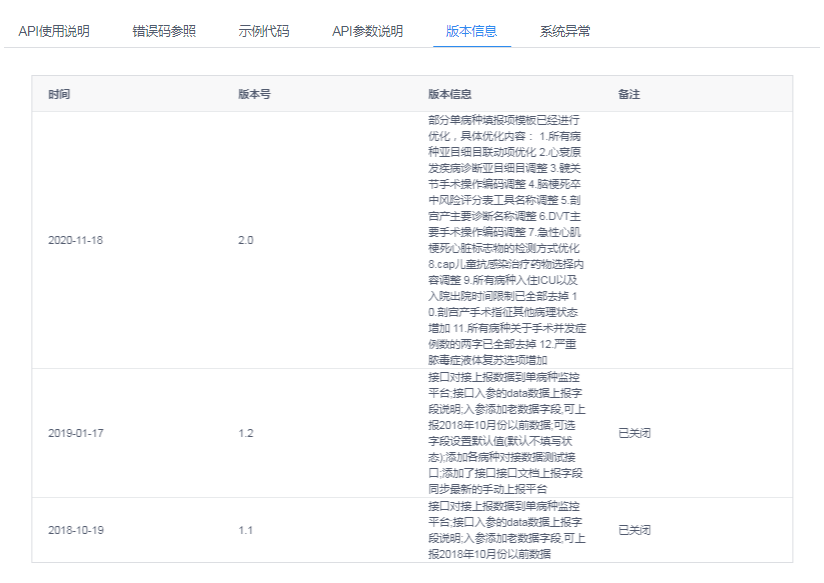 API使用说明 错误码参照 示例代码 API参数说明 版本信息 系统异常
时间 版本号 版本信息 备注
部分单病种填报项模板已经进行
优化，具体优化内容： 1.所有病
种亚目细目联动项优化 2.心衰原
发疾病诊断亚目细目调整 3.髋关
节手术操作编码调整 4.脑梗死卒
中风险评分表工具名称调整 5.剖
宫产主要诊断名称调整 6.DVT主
要手术操作编码调整 7.急性心肌
2020-11-18 2.0
梗死心脏标志物的检测方式优化
8.cap儿童抗感染治疗药物选择内
容调整 9.所有病种入住ICU以及
入院出院时间限制已全部去掉 1
0.剖宫产手术指征其他病理状态
增加 11.所有病种关于手术并发症
例数的两字已全部去掉 12.严重
脓毒症液体复苏选项增加
接口对接上报数据到单病种监控
平台;接口入参的data数据上报字
段说明;入参添加老数据字段,可上
报2018年10月份以前数据;可选
2019-01-17 1.2 已关闭
字段设置默认值(默认不填写状
态);添加各病种对接数据测试接
口;添加了接口接口文档上报字段
同步最新的手动上报平台
接口对接上报数据到单病种监控
平台;接口入参的data数据上报字
2018-10-19 1.1 已关闭
段说明;入参添加老数据字段,可上
报2018年10月份以前数据